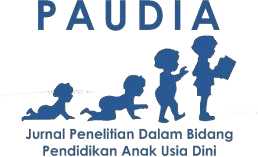 PAUDIA
Jurnal Penelitian Dalam Bidang
Pendidikan Anak Usia Dini